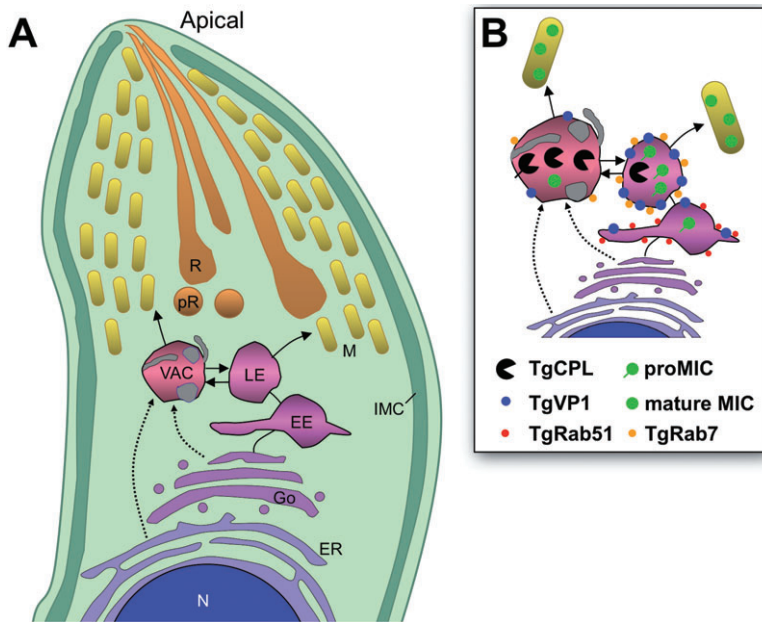 A
Apical
R
pR
M
VAC
LE
IMC
EE
Go
ER
N
B
TgCPL
proMIC
TgVP1
mature MIC
TgRab51
TgRab7